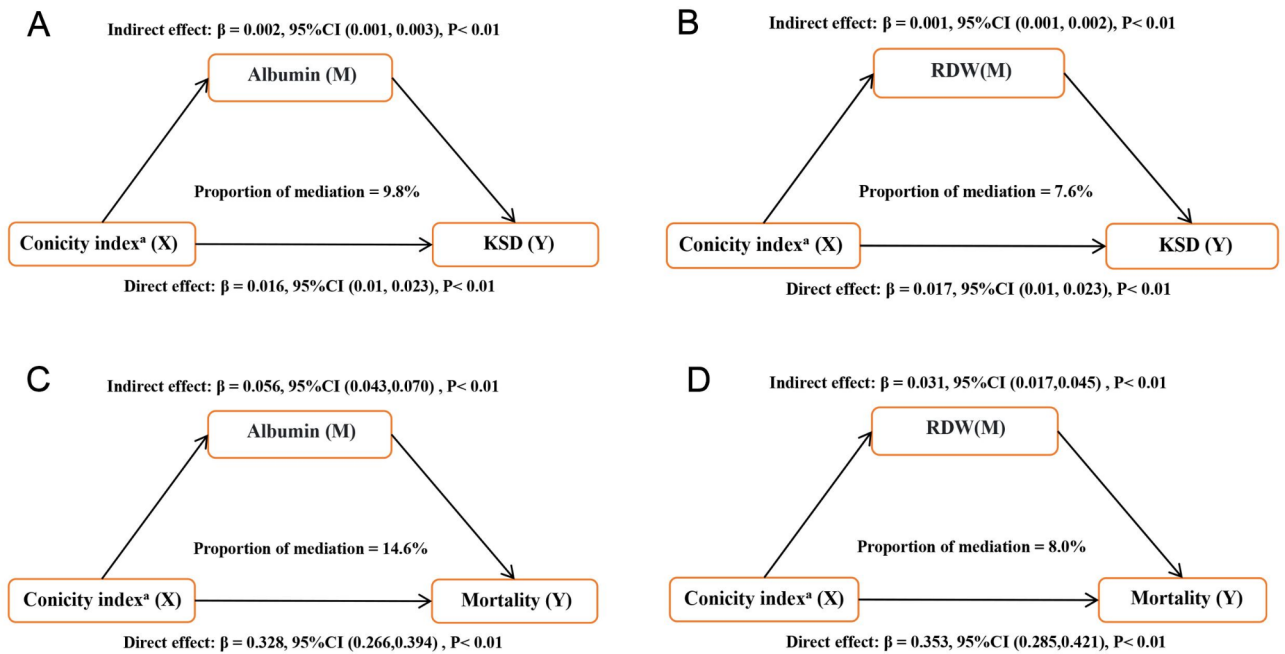 A
Indirect effect: β = 0.002, 95%CI (0.001, 0.003), P< 0.01
Albumin (M)
Proportion of mediation = 9.8%
Conicity indexᵃ (X)
KSD (Y)
Direct effect: β = 0.016, 95%CI (0.01, 0.023), P< 0.01
B
Indirect effect: β = 0.001, 95%CI (0.001, 0.002), P< 0.01
RDW(M)
Proportion of mediation = 7.6%
Conicity indexᵃ (X)
KSD (Y)
Direct effect: β = 0.017, 95%CI (0.01, 0.023), P< 0.01
C
Indirect effect: β = 0.056, 95%CI (0.043,0.070) , P< 0.01
Albumin (M)
Proportion of mediation = 14.6%
Conicity indexᵃ (X)
Mortality (Y)
Direct effect: β = 0.328, 95%CI (0.266,0.394) , P< 0.01
D
Indirect effect: β = 0.031, 95%CI (0.017,0.045) , P< 0.01
RDW(M)
Proportion of mediation = 8.0%
Conicity indexᵃ (X)
Mortality (Y)
Direct effect: β = 0.353, 95%CI (0.285,0.421), P< 0.01